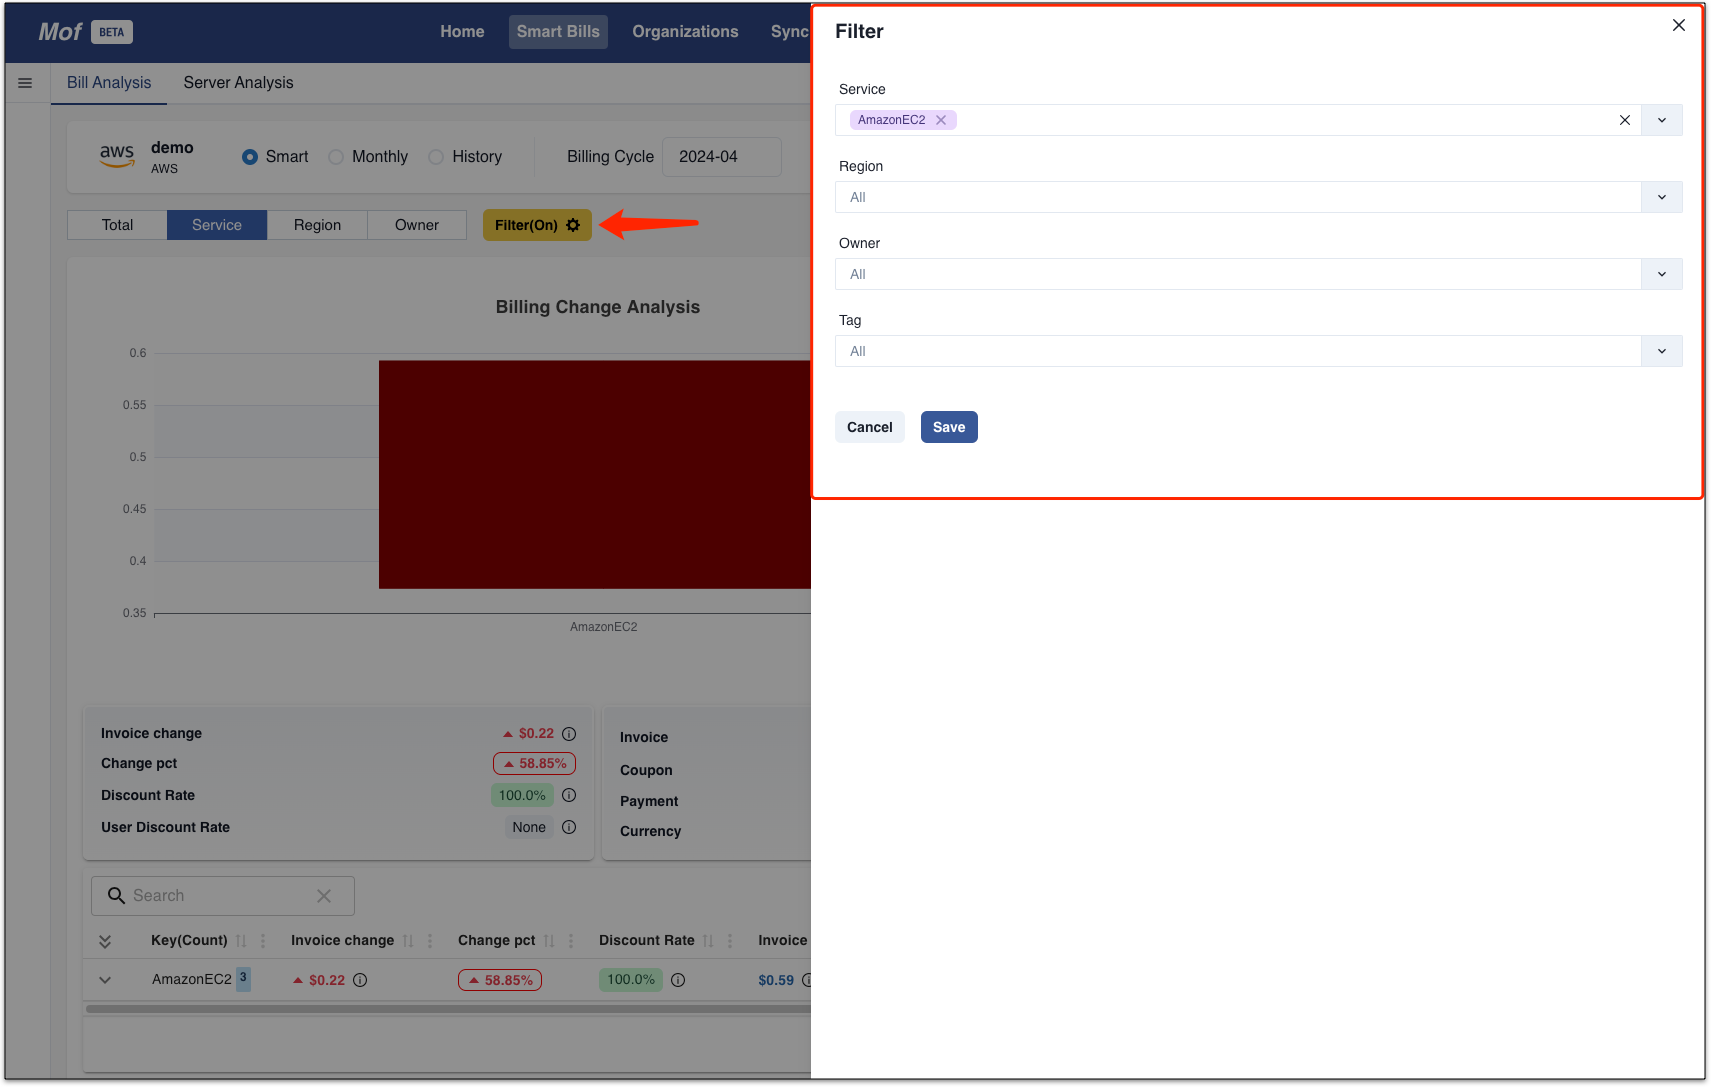 Mof BETA
Home Smart Bills Organizations Sync
Bill Analysis Server Analysis
aws demo AWS Smart Monthly History Billing Cycle 2024-04
Total Service Region Owner Filter(On)
Billing Change Analysis
0.6
0.55
0.5
0.45
0.4
0.35
AmazonEC2
Invoice change $0.22
Change pct 58.85%
Discount Rate 100.0%
User Discount Rate None
Invoice
Coupon
Payment
Currency
Search
Key(Count) Invoice change Change pct Discount Rate Invoice
AmazonEC2 3 $0.22 58.85% 100.0% $0.59
Filter
Service
AmazonEC2
Region
All
Owner
All
Tag
All
Cancel Save